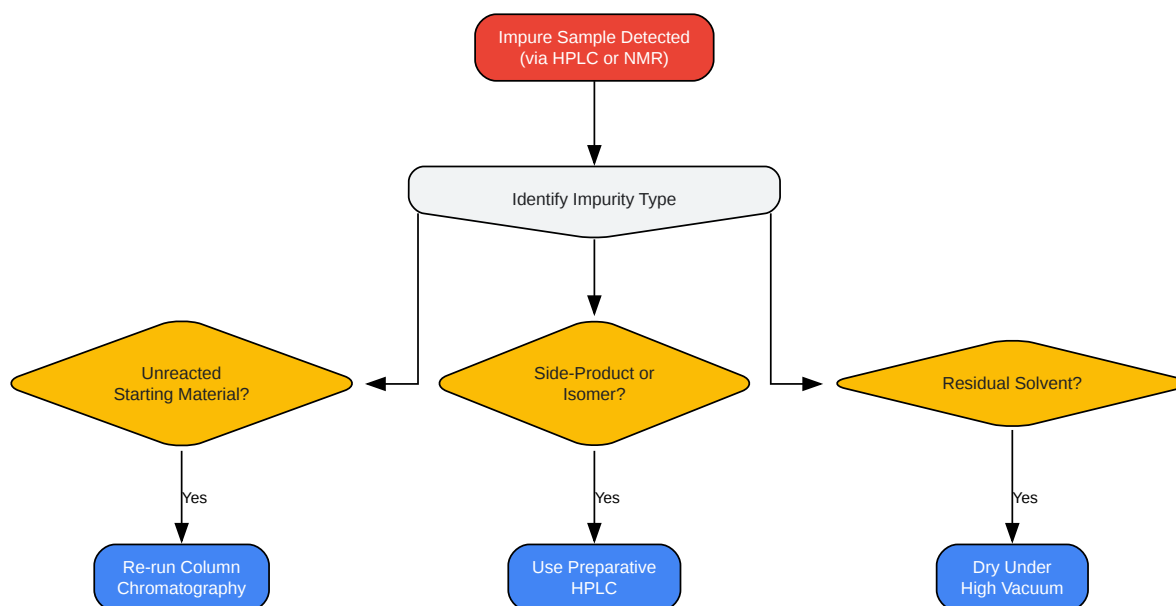 Impure Sample Detected
(via HPLC or NMR)
Identify Impurity Type
Unreacted
Starting Material?
Side-Product or
Isomer?
Residual Solvent?
Yes
Yes
Yes
Re-run Column
Chromatography
Use Preparative
HPLC
Dry Under
High Vacuum